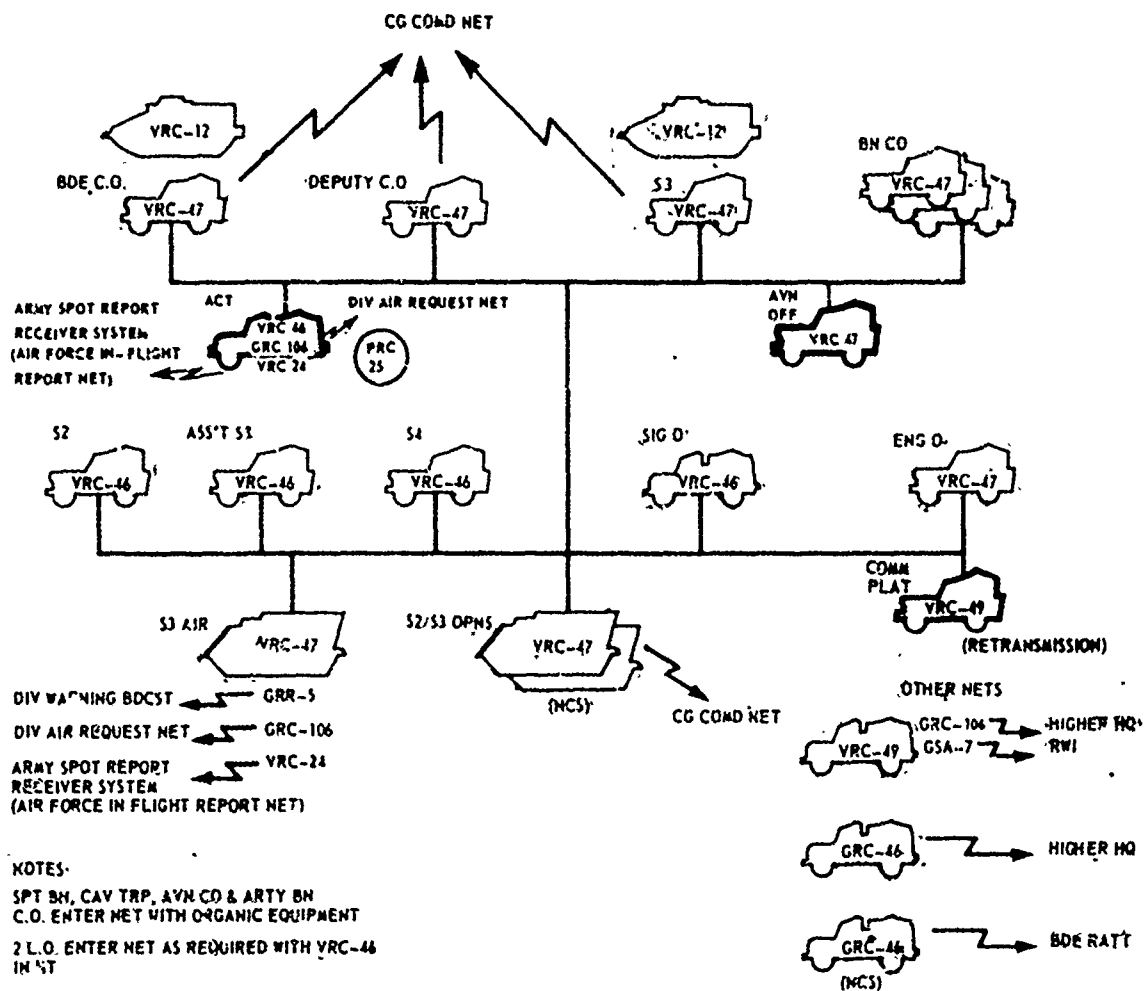 CG COMD NET
VRC-12
VRC-12
BDE C.O.
VRC-47
DEPUTY C.O
VRC-47
S3
VRC-47
BN CO
VRC-47
ARMY SPOT REPORT
RECEIVER SYSTEM
(AIR FORCE IN-FLIGHT
REPORT NET)
ACT
VRC 46
GRC 106
VRC 24
DIV AIR REQUEST NET
PRC
25
AVN
OFF
VRC 47
S2
VRC-46
ASS'T S3
VRC-46
S4
VRC-46
SIG O
VRC-46
ENG O
VRC-47
COMM
PLAT
VRC-49
(RETRANSMISSION)
S3 AIR
VRC-47
S2/S3 OPNS
VRC-47
(NCS)
CG COMD NET
DIV WARNING BDCST
GRR-5
DIV AIR REQUEST NET
GRC-106
ARMY SPOT REPORT
RECEIVER SYSTEM
(AIR FORCE IN FLIGHT REPORT NET)
VRC-24
OTHER NETS
VRC-49
GRC-106
HIGHER HQ
GSA-7
RWI
GRC-46
HIGHER HQ
GRC-46
BDE RATT
(NCS)
NOTES
SPT BN, CAV TRP, AVN CO & ARTY BN
C.O. ENTER NET WITH ORGANIC EQUIPMENT
2 L.O. ENTER NET AS REQUIRED WITH VRC-46
IN